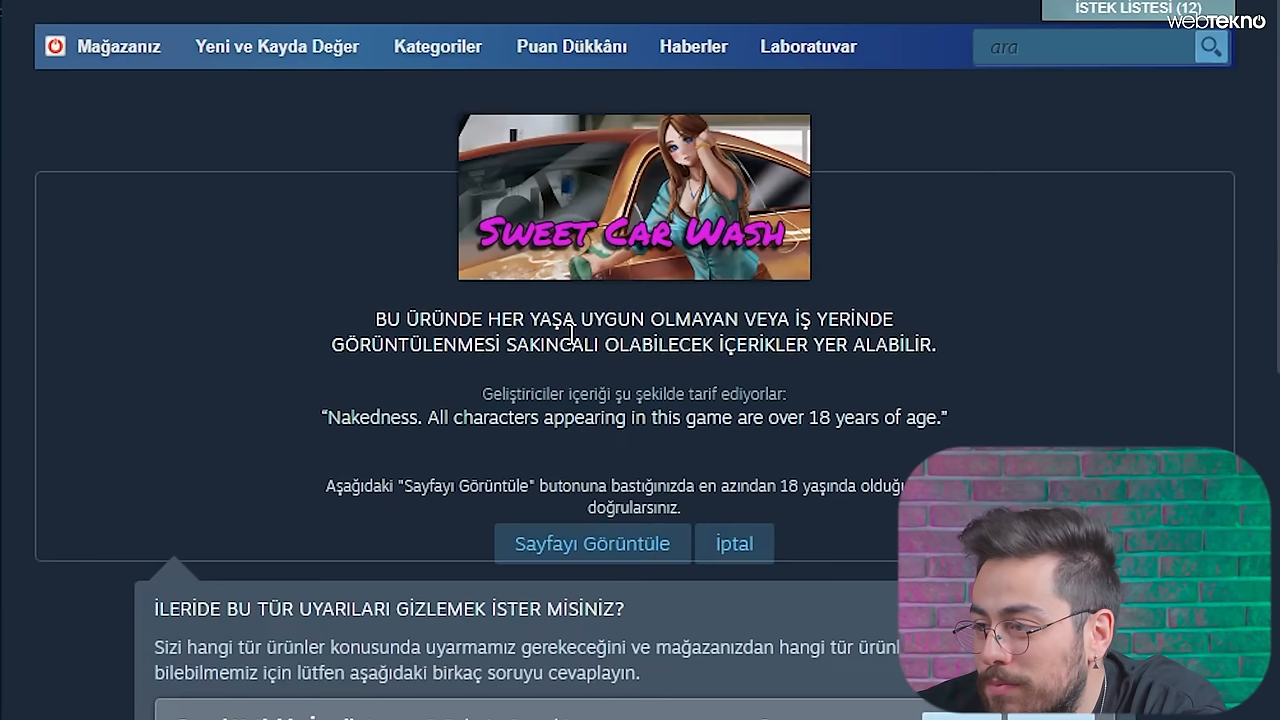 İSTEK LİSTESİ (12)
webtekno
Mağazanız Yeni ve Kayda Değer Kategoriler Puan Dükkânı Haberler Laboratuvar ara
SWEET CAR WASH
BU ÜRÜNDE HER YAŞA UYGUN OLMAYAN VEYA İŞ YERİNDE
GÖRÜNTÜLENMESİ SAKINCALI OLABİLECEK İÇERİKLER YER ALABİLİR.
Geliştiriciler içeriği şu şekilde tarif ediyorlar:
“Nakedness. All characters appearing in this game are over 18 years of age.”
Aşağıdaki "Sayfayı Görüntüle" butonuna bastığınızda en azından 18 yaşında olduğu
doğrularsınız.
Sayfayı Görüntüle İptal
İLERİDE BU TÜR UYARILARI GİZLEMEK İSTER MİSİNİZ?
Sizi hangi tür ürünler konusunda uyarmamız gerekeceğini ve mağazanızdan hangi tür ürünl
bilebilmemiz için lütfen aşağıdaki birkaç soruyu cevaplayın.